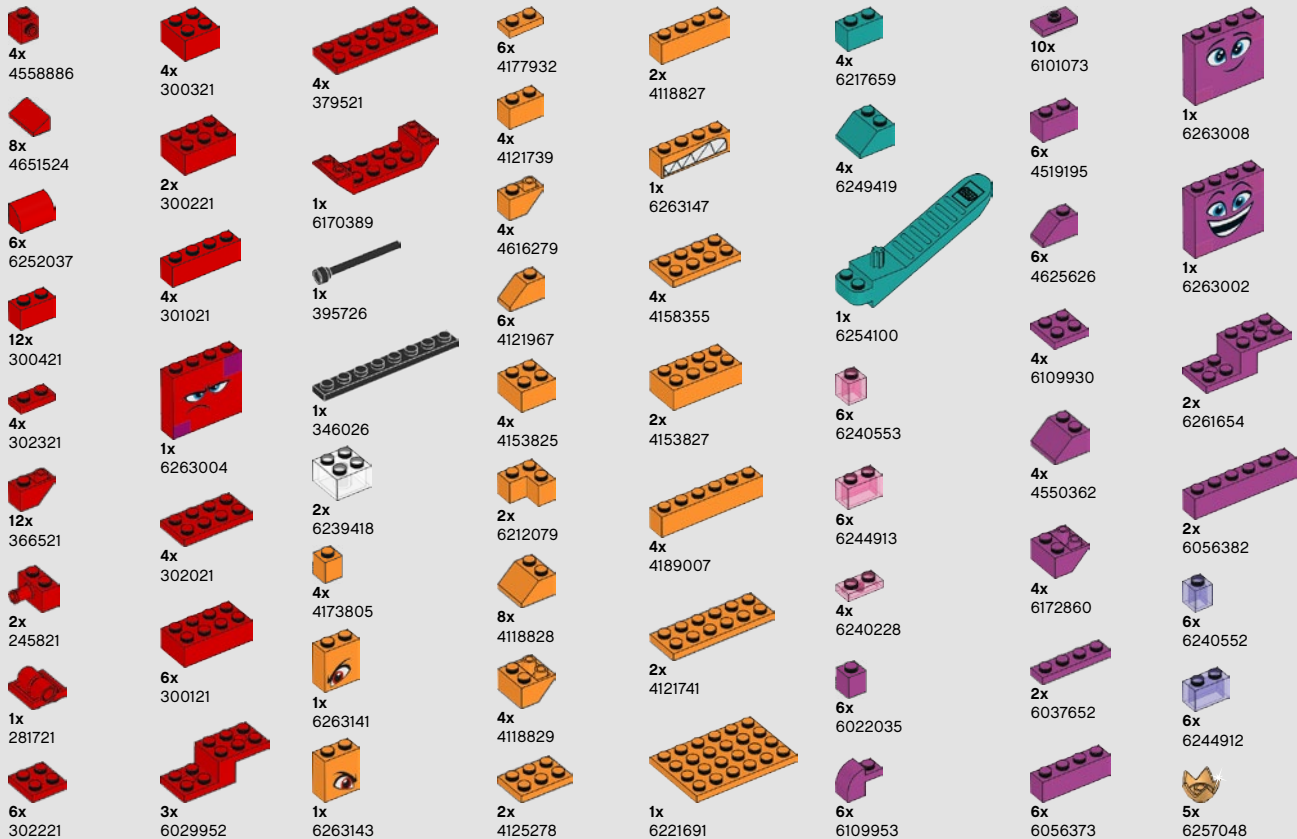 4x
4558886
8x
4651524
6x
6252037
12x
300421
4x
302321
12x
366521
2x
245821
1x
281721
6x
302221
4x
300321
2x
300221
4x
301021
1x
6263004
4x
302021
6x
300121
3x
6029952
4x
379521
1x
6170389
1x
395726
1x
346026
2x
6239418
4x
4173805
1x
6263141
1x
6263143
6x
4177932
4x
4121739
4x
4616279
6x
4121967
4x
4153825
2x
6212079
8x
4118828
4x
4118829
2x
4125278
2x
4118827
1x
6263147
4x
4158355
2x
4153827
4x
4189007
2x
4121741
1x
6221691
4x
6217659
4x
6249419
1x
6254100
6x
6240553
6x
6244913
4x
6240228
6x
6022035
6x
6109953
10x
6101073
6x
4519195
6x
4625626
4x
6109930
4x
4550362
4x
6172860
2x
6037652
6x
6056373
1x
6263008
1x
6263002
2x
6261654
2x
6056382
6x
6240552
6x
6244912
5x
6257048